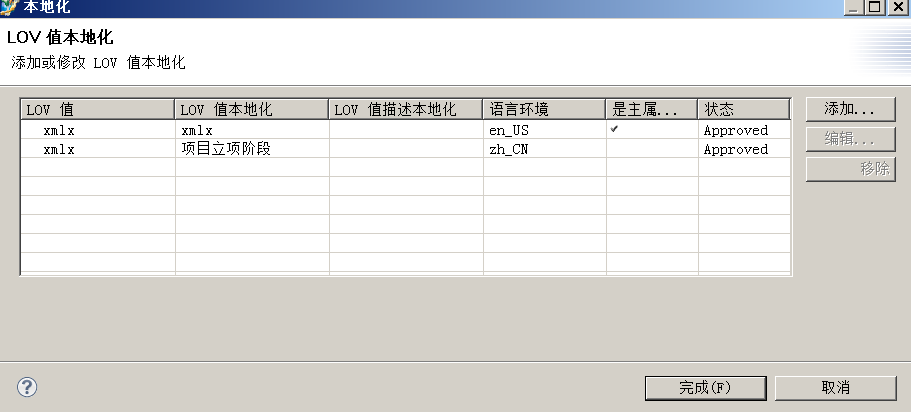 本地化
LOV 值本地化
添加或修改 LOV 值本地化
LOV 值 LOV 值本地化 LOV 值描述本地化 语言环境 是主属... 状态
xmlx xmlx en_US ✔ Approved
xmlx 项目立项阶段 zh_CN Approved
添加...
编辑...
移除
完成(F) 取消